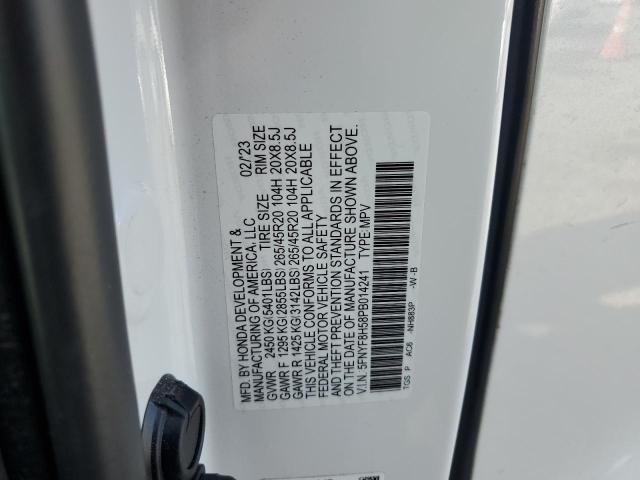 MFD. BY HONDA DEVELOPMENT &
MANUFACTURING OF AMERICA, LLC 02/'23
GVWR 2450 KG(5401LBS) TIRE SIZE RIM SIZE
GAWR F 1295 KG(2855LBS) 265/45R20 104H 20X8.5J
GAWR R 1425 KG(3142LBS) 265/45R20 104H 20X8.5J
THIS VEHICLE CONFORMS TO ALL APPLICABLE
FEDERAL MOTOR VEHICLE SAFETY
AND THEFT PREVENTION STANDARDS IN EFFECT
ON THE DATE OF MANUFACTURE SHOWN ABOVE.
V.I.N. 5FNYF8H58PB014241 TYPE:MPV
TGS P AC6 -NH883P -W-B